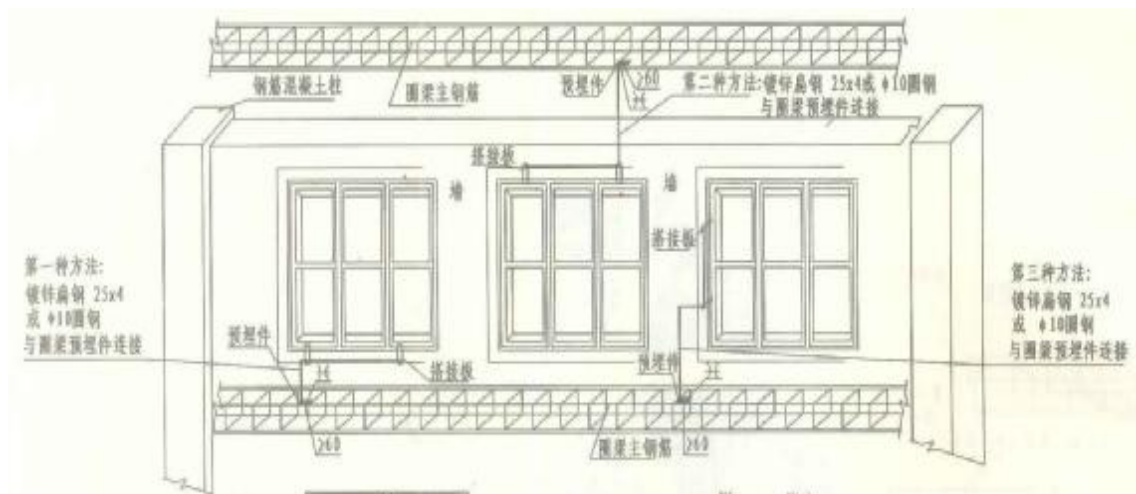 钢筋混凝土柱
圈梁主钢筋
预埋件
≥60
第二种方法:镀锌扁钢 25x4或 φ10圆钢
与圈梁预埋件连接
搭接板
墙
墙
搭接板
第一种方法:
镀锌扁钢 25x4
或 φ10圆钢
与圈梁预埋件连接
第三种方法:
镀锌扁钢 25x4
或 φ10圆钢
与圈梁预埋件连接
预埋件
搭接板
预埋件
≥60
圈梁主钢筋
≥60